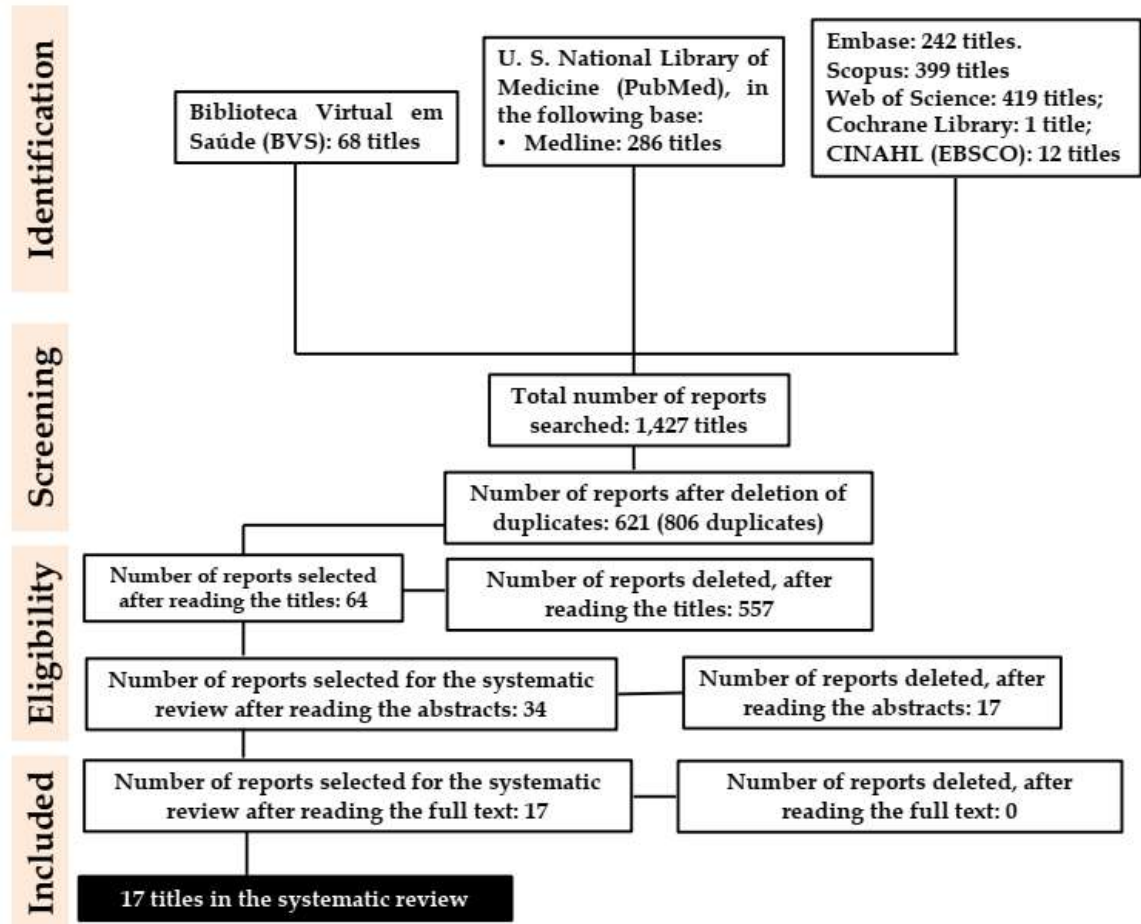 Identification
Biblioteca Virtual em
Saúde (BVS): 68 titles
U. S. National Library of
Medicine (PubMed), in
the following base:
• Medline: 286 titles
Embase: 242 titles.
Scopus: 399 titles
Web of Science: 419 titles;
Cochrane Library: 1 title;
CINAHL (EBSCO): 12 titles
Screening
Total number of reports
searched: 1,427 titles
Number of reports after deletion of
duplicates: 621 (806 duplicates)
Eligibility
Number of reports selected
after reading the titles: 64
Number of reports deleted, after
reading the titles: 557
Number of reports selected for the systematic
review after reading the abstracts: 34
Number of reports deleted, after
reading the abstracts: 17
Included
Number of reports selected for the systematic
review after reading the full text: 17
Number of reports deleted, after
reading the full text: 0
17 titles in the systematic review